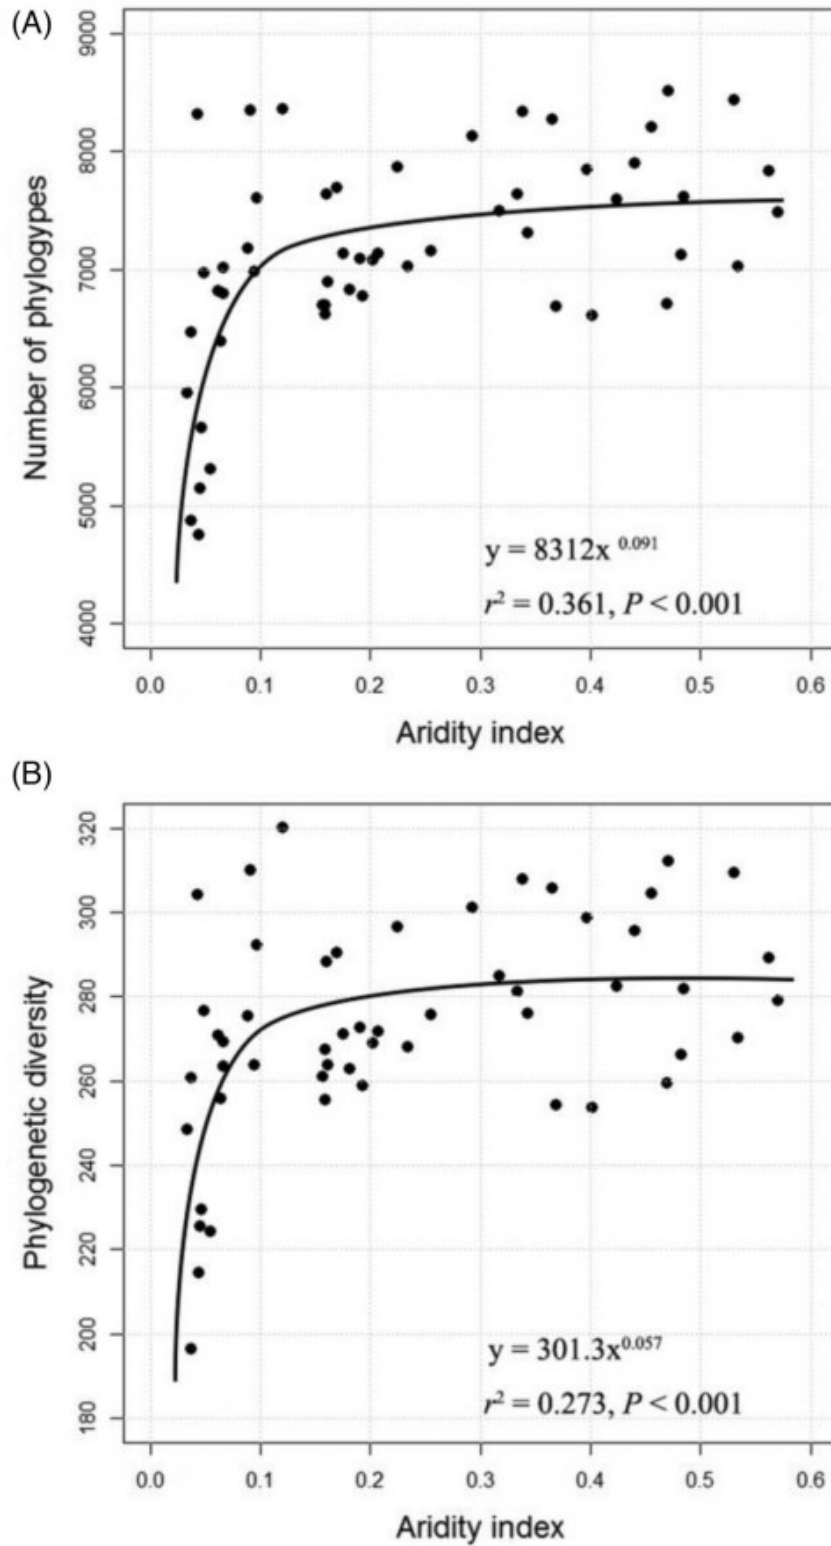 (A)
9000
8000
7000
6000
5000
4000
Number of phylogypes
y = 8312x^0.091
r² = 0.361, P < 0.001
0.0 0.1 0.2 0.3 0.4 0.5 0.6
Aridity index
(B)
320
300
280
260
240
220
200
180
Phylogenetic diversity
y = 301.3x^0.057
r² = 0.273, P < 0.001
0.0 0.1 0.2 0.3 0.4 0.5 0.6
Aridity index